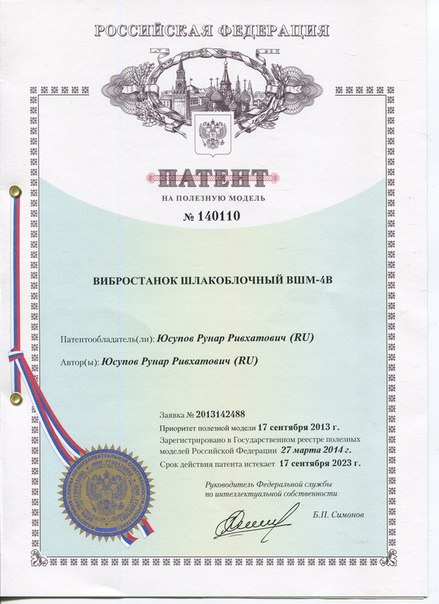 РОССИЙСКАЯ ФЕДЕРАЦИЯ
ПАТЕНТ
НА ПОЛЕЗНУЮ МОДЕЛЬ
№ 140110
ВИБРОСТАНОК ШЛАКОБЛОЧНЫЙ ВШМ-4В
Патентообладатель(ли): Юсупов Рунар Ривхатович (RU)
Автор(ы): Юсупов Рунар Ривхатович (RU)
Заявка № 2013142488
Приоритет полезной модели 17 сентября 2013 г.
Зарегистрировано в Государственном реестре полезных
моделей Российской Федерации 27 марта 2014 г.
Срок действия патента истекает 17 сентября 2023 г.
Руководитель Федеральной службы
по интеллектуальной собственности
Б.П. Симонов